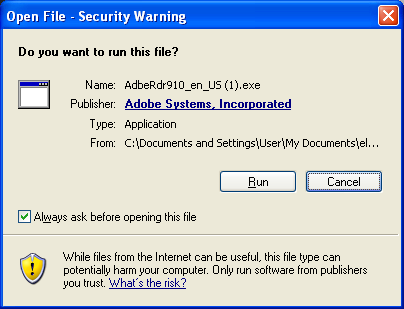 Open File - Security Warning
Do you want to run this file?
Name: AdbeRdr910_en_US (1).exe
Publisher: Adobe Systems, Incorporated
Type: Application
From: C:\Documents and Settings\User\My Documents\el...
Run Cancel
Always ask before opening this file
While files from the Internet can be useful, this file type can
potentially harm your computer. Only run software from publishers
you trust. What's the risk?